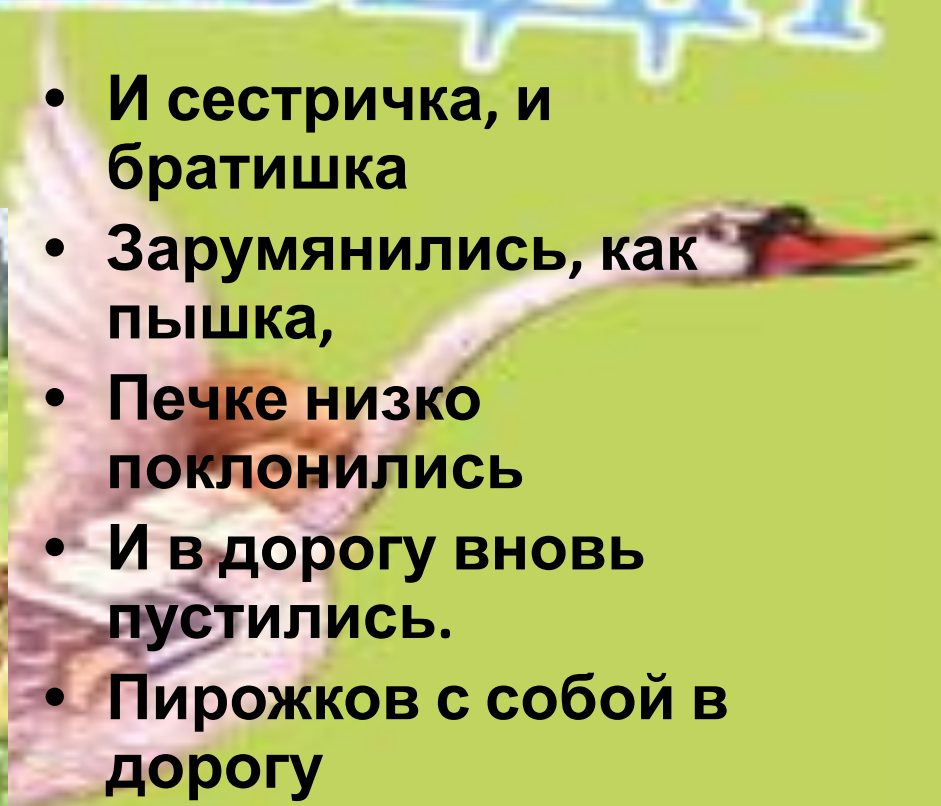 • И сестричка, и
братишка
• Зарумянились, как
пышка,
• Печке низко
поклонились
• И в дорогу вновь
пустились.
• Пирожков с собой в
дорогу